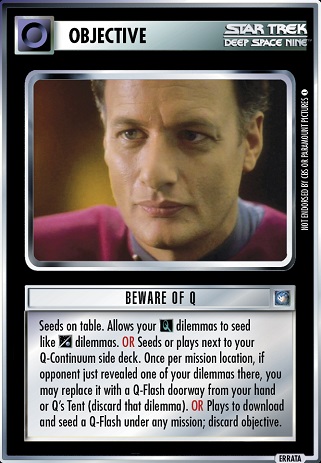 OBJECTIVE
STAR TREK
DEEP SPACE NINE™
NOT ENDORSED BY CBS OR PARAMOUNT PICTURES
BEWARE OF Q
Seeds on table. Allows your dilemmas to seed
like dilemmas. OR Seeds or plays next to your
Q-Continuum side deck. Once per mission location, if
opponent just revealed one of your dilemmas there, you
may replace it with a Q-Flash doorway from your hand
or Q's Tent (discard that dilemma). OR Plays to download
and seed a Q-Flash under any mission; discard objective.
ERRATA